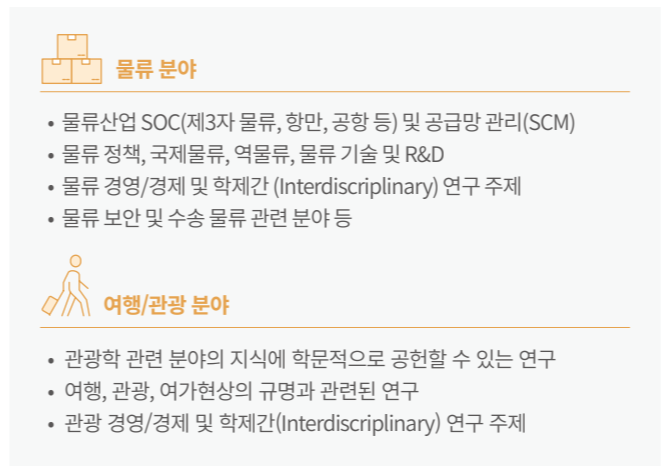 물류 분야
• 물류산업 SOC(제3자 물류, 항만, 공항 등) 및 공급망 관리(SCM)
• 물류 정책, 국제물류, 역물류, 물류 기술 및 R&D
• 물류 경영/경제 및 학제간 (Interdiscriplinary) 연구 주제
• 물류 보안 및 수송 물류 관련 분야 등
여행/관광 분야
• 관광학 관련 분야의 지식에 학문적으로 공헌할 수 있는 연구
• 여행, 관광, 여가현상의 규명과 관련된 연구
• 관광 경영/경제 및 학제간(Interdiscriplinary) 연구 주제